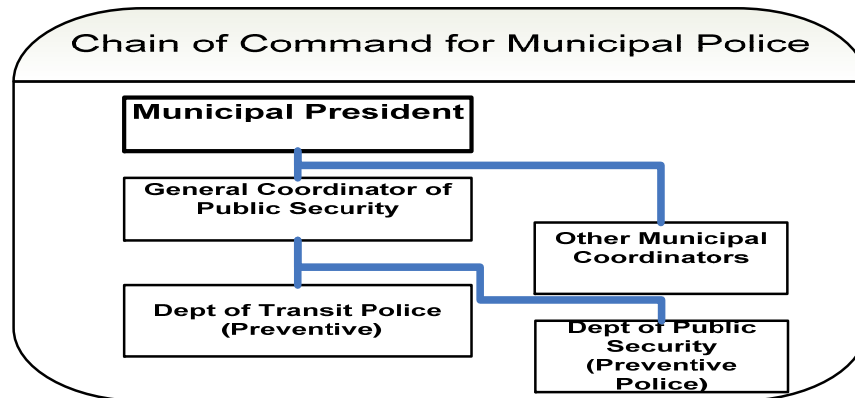 Chain of Command for Municipal Police
Municipal President
General Coordinator of
Public Security
Other Municipal
Coordinators
Dept of Transit Police
(Preventive)
Dept of Public
Security
(Preventive
Police)